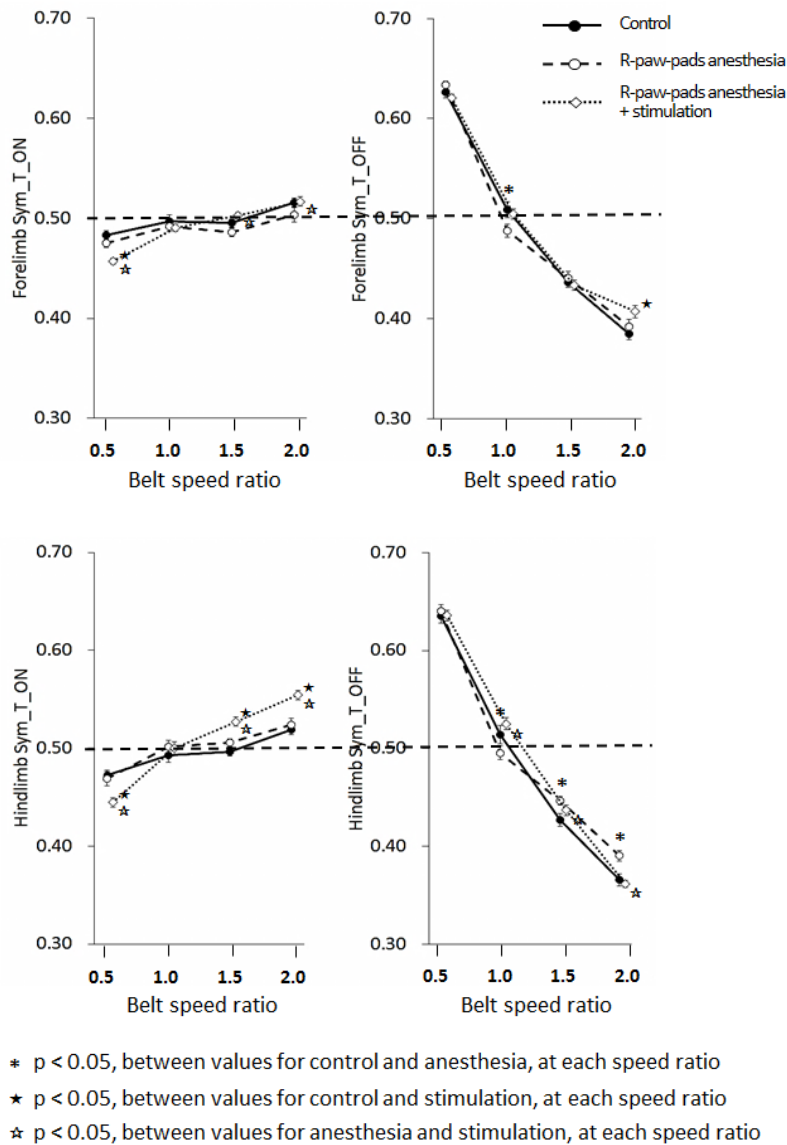 0.70
0.60
0.50
0.40
0.30
Forelimb Sym_T_ON
0.5 1.0 1.5 2.0
Belt speed ratio
0.70
0.60
0.50
0.40
0.30
Forelimb Sym_T_OFF
0.5 1.0 1.5 2.0
Belt speed ratio
Control
R-paw-pads anesthesia
R-paw-pads anesthesia
+ stimulation
* ★ ☆
0.70
0.60
0.50
0.40
0.30
Hindlimb Sym_T_ON
0.5 1.0 1.5 2.0
Belt speed ratio
0.70
0.60
0.50
0.40
0.30
Hindlimb Sym_T_OFF
0.5 1.0 1.5 2.0
Belt speed ratio
* p < 0.05, between values for control and anesthesia, at each speed ratio
★ p < 0.05, between values for control and stimulation, at each speed ratio
☆ p < 0.05, between values for anesthesia and stimulation, at each speed ratio